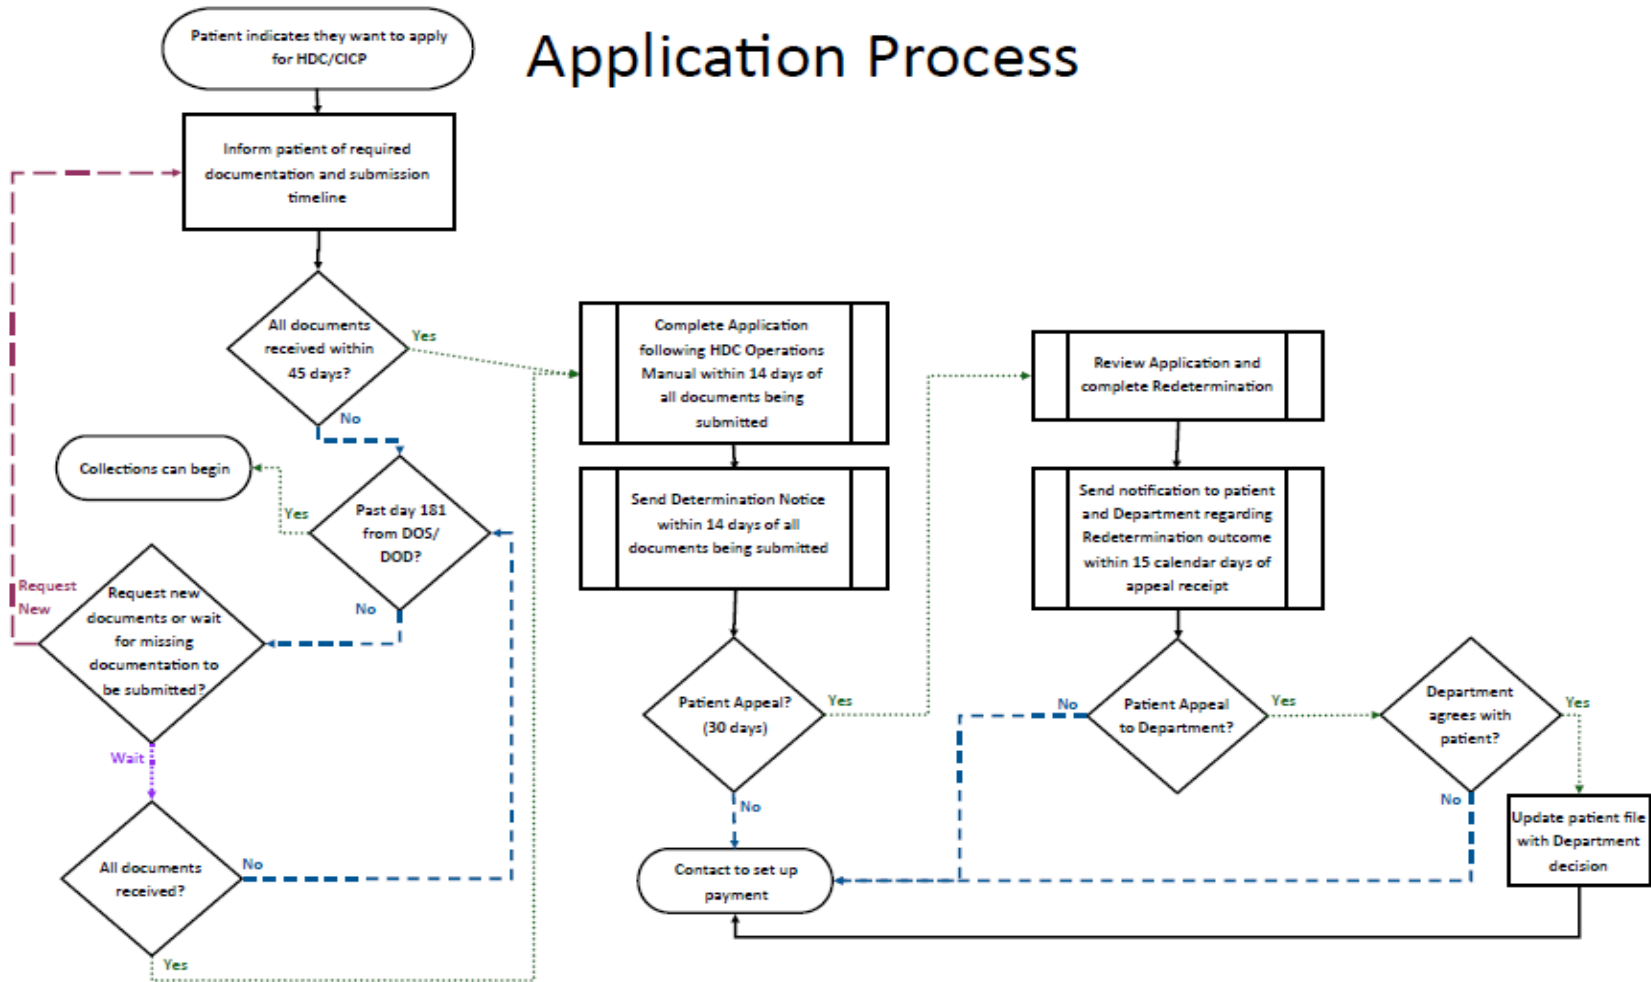 Application Process
Patient indicates they want to apply
for HDC/CICP
Inform patient of required
documentation and submission
timeline
All documents
received within
45 days?
Yes
No
Collections can begin
Yes
Past day 181
from DOS/
DOD?
No
Request
New
Request new
documents or wait
for missing
documentation to
be submitted?
Wait
All documents
received?
No
Yes
Complete Application
following HDC Operations
Manual within 14 days of
all documents being
submitted
Send Determination Notice
within 14 days of all
documents being submitted
Patient Appeal?
(30 days)
Yes
No
Contact to set up
payment
Review Application and
complete Redetermination
Send notification to patient
and Department regarding
Redetermination outcome
within 15 calendar days of
appeal receipt
No
Patient Appeal
to Department?
Yes
Department
agrees with
patient?
Yes
No
Update patient file
with Department
decision